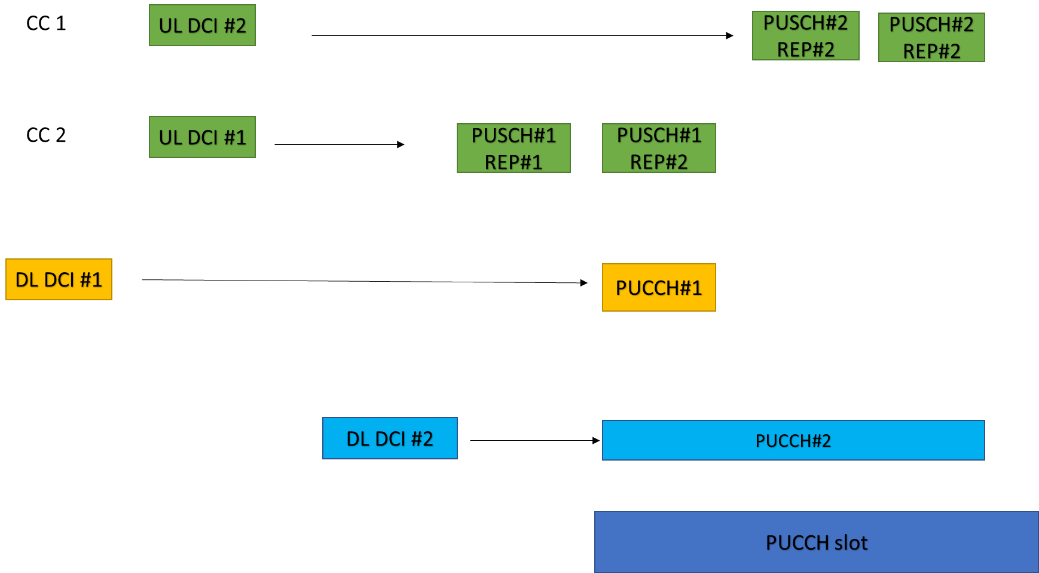 CC 1
UL DCI #2
PUSCH#2
REP#2
PUSCH#2
REP#2
CC 2
UL DCI #1
PUSCH#1
REP#1
PUSCH#1
REP#2
DL DCI #1
PUCCH#1
DL DCI #2
PUCCH#2
PUCCH slot